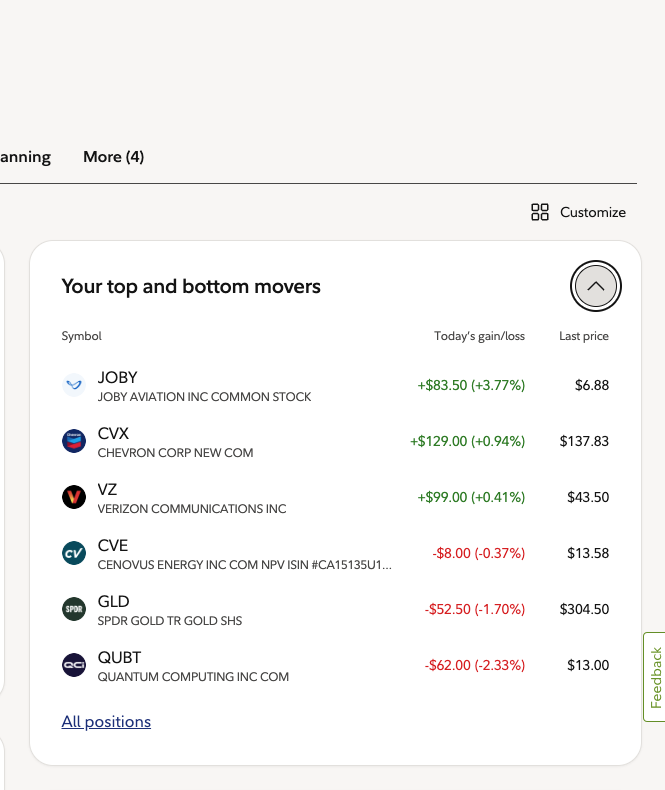 anning More (4)
Customize
Your top and bottom movers
Symbol Today's gain/loss Last price
JOBY
JOBY AVIATION INC COMMON STOCK
+$83.50 (+3.77%) $6.88
CVX
CHEVRON CORP NEW COM
+$129.00 (+0.94%) $137.83
VZ
VERIZON COMMUNICATIONS INC
+$99.00 (+0.41%) $43.50
CV
CVE
CENOVUS ENERGY INC COM NPV ISIN #CA15135U1...
-$8.00 (-0.37%) $13.58
SPDR
GLD
SPDR GOLD TR GOLD SHS
-$52.50 (-1.70%) $304.50
QCI
QUBT
QUANTUM COMPUTING INC COM
-$62.00 (-2.33%) $13.00
All positions
Feedback